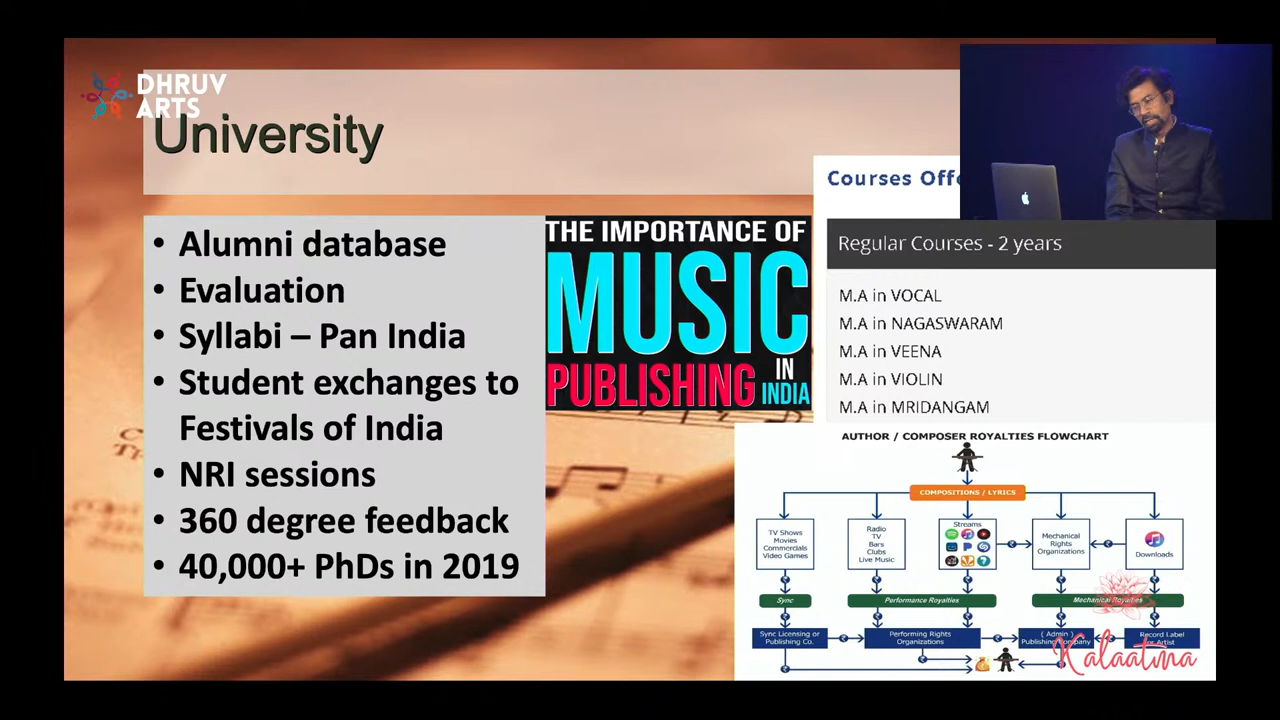 DHRUV
ARTS
University
• Alumni database
• Evaluation
• Syllabi – Pan India
• Student exchanges to
Festivals of India
• NRI sessions
• 360 degree feedback
• 40,000+ PhDs in 2019
THE IMPORTANCE OF
MUSIC
PUBLISHING
IN
INDIA
Courses Offe
Regular Courses - 2 years
M.A in VOCAL
M.A in NAGASWARAM
M.A in VEENA
M.A in VIOLIN
M.A in MRIDANGAM
AUTHOR / COMPOSER ROYALTIES FLOWCHART
COMPOSITIONS / LYRICS
TV Shows
Movies
Commercials
Video Games
Radio
TV
Bars
Clubs
Live Music
Streams
Mechanical
Rights
Organizations
Downloads
Sync
Performance Royalties
Mechanical Royalties
Sync Licensing or
Publishing Co.
Performing Rights
Organizations
( Admin )
Publishing Company
Record Label
or Artist
Kalaatma